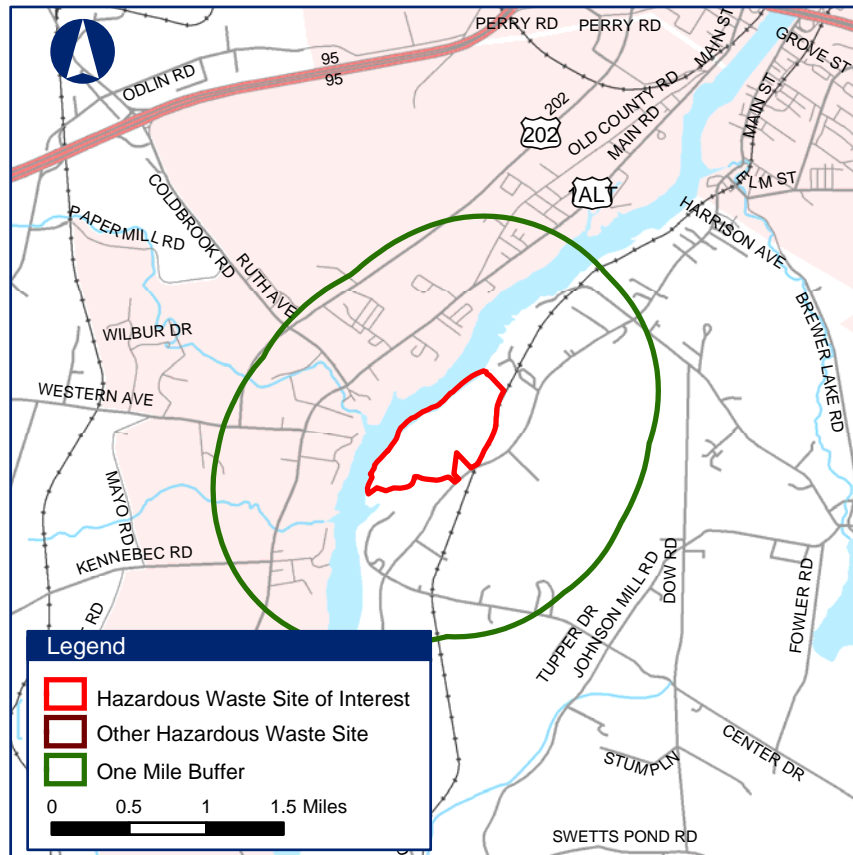 PERRY RD
PERRY RD
MAIN ST
GROVE ST
ODLIN RD
95
95
202
202
OLD COUNTY RD
MAIN RD
MAIN ST
1ALT
ELM ST
COLDBROOK RD
HARRISON AVE
PAPERMILL RD
RUTH AVE
BREWER LAKE RD
WILBUR DR
WESTERN AVE
MAYO RD
KENNEBEC RD
RD
DOW RD
FOWLER RD
TUPPER DR
JOHNSON MILL RD
CENTER DR
STUMPLN
SWETTS POND RD
Legend
Hazardous Waste Site of Interest
Other Hazardous Waste Site
One Mile Buffer
0 0.5 1 1.5 Miles